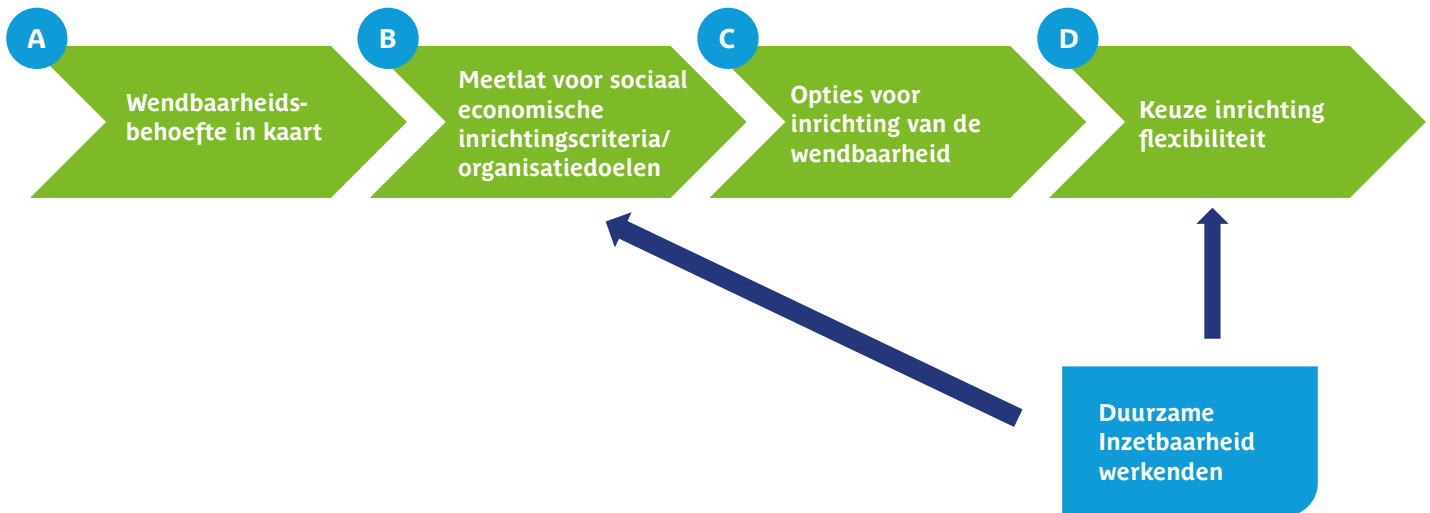 A
Wendbaarheids-
behoefte in kaart
B
Meetlat voor sociaal
economische
inrichtingscriteria/
organisatiedoelen
C
Opties voor
inrichting van de
wendbaarheid
D
Keuze inrichting
flexibiliteit
Duurzame
Inzetbaarheid
werkenden